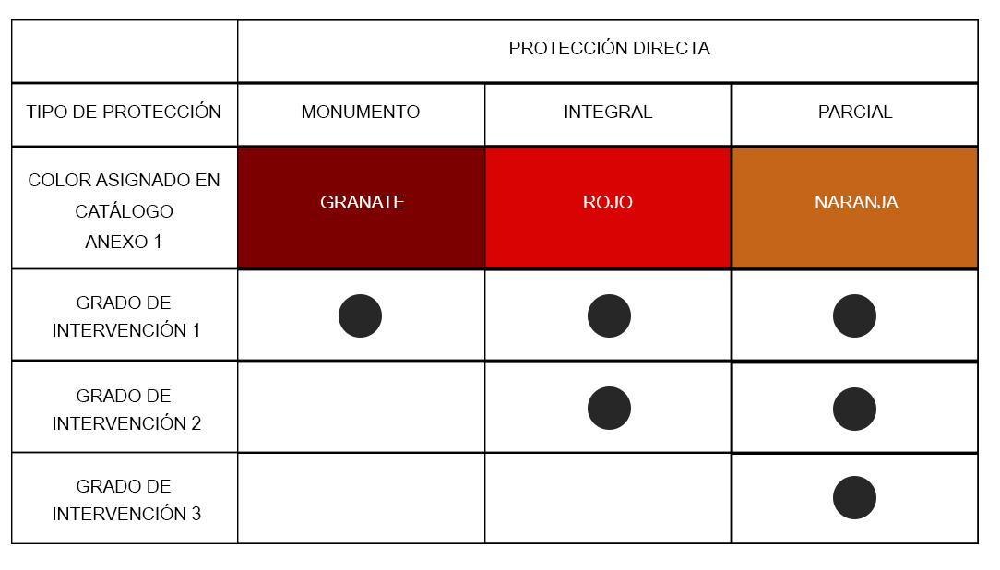 PROTECCIÓN DIRECTA
TIPO DE PROTECCIÓN
MONUMENTO
INTEGRAL
PARCIAL
COLOR ASIGNADO EN
CATÁLOGO
ANEXO 1
GRANATE
ROJO
NARANJA
GRADO DE
INTERVENCIÓN 1
GRADO DE
INTERVENCIÓN 2
GRADO DE
INTERVENCIÓN 3